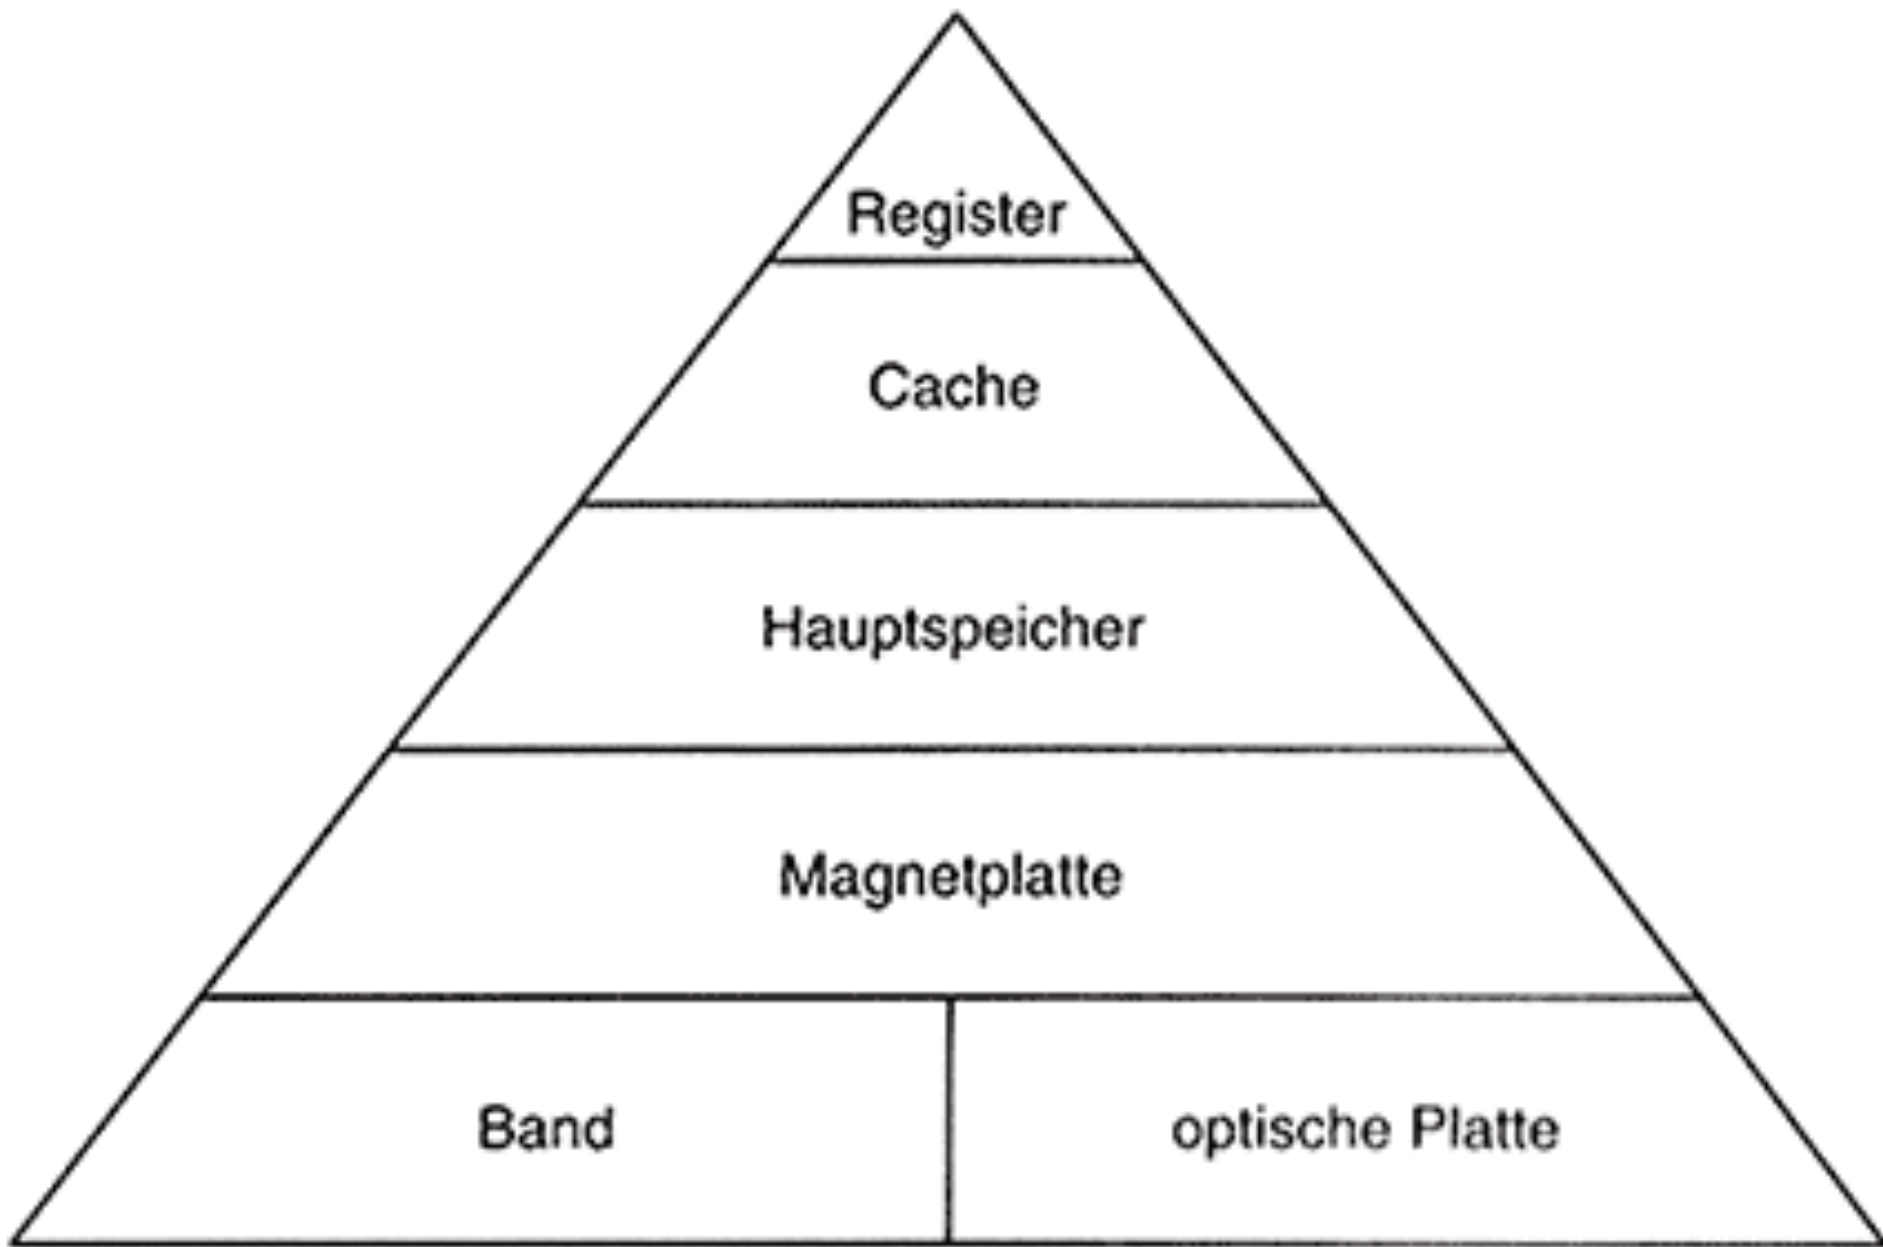 Register
Cache
Hauptspeicher
Magnetplatte
Band
optische Platte